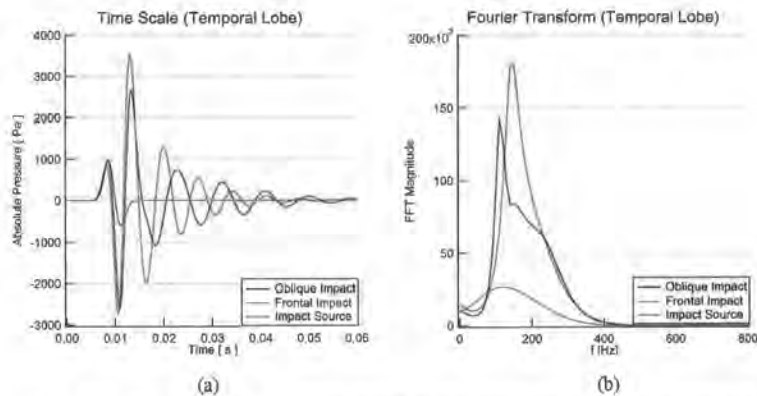 Time Scale (Temporal Lobe)
Absolute Pressure [ Pa ]
4000
3000
2000
1000
0
-1000
-2000
-3000
0.00 0.01 0.02 0.03 0.04 0.05 0.06
Time [ s ]
Oblique Impact
Frontal Impact
Impact Source
(a)
Fourier Transform (Temporal Lobe)
FFT Magnitude
200x10³
150
100
50
0
0 200 400 600 800
f [Hz]
Oblique Impact
Frontal Impact
Impact Source
(b)